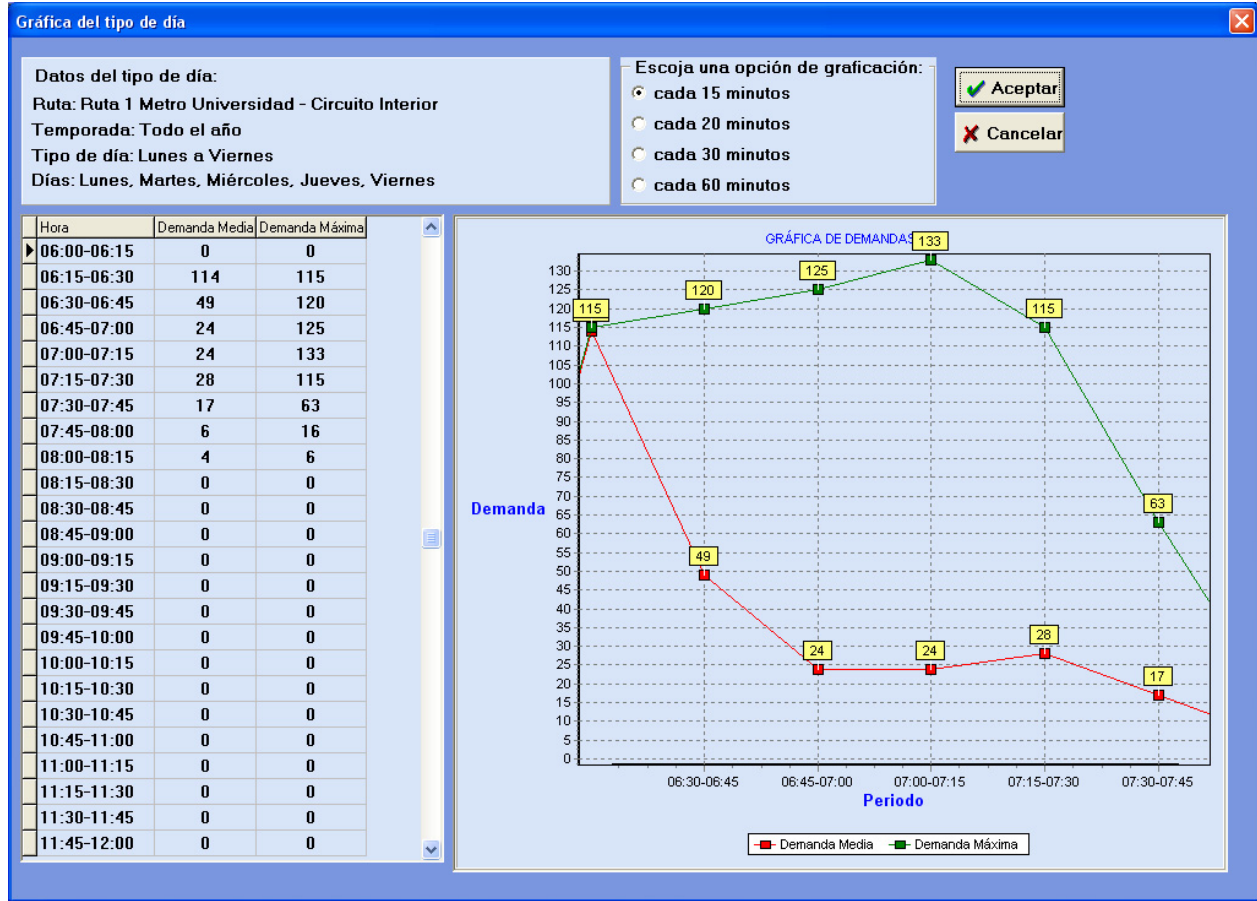 Gráfica del tipo de día
Datos del tipo de día:
Ruta: Ruta 1 Metro Universidad - Circuito Interior
Temporada: Todo el año
Tipo de día: Lunes a Viernes
Días: Lunes, Martes, Miércoles, Jueves, Viernes
Escoja una opción de graficación:
cada 15 minutos
cada 20 minutos
cada 30 minutos
cada 60 minutos
Aceptar
Cancelar
Hora Demanda Media Demanda Máxima
06:00-06:15 0 0
06:15-06:30 114 115
06:30-06:45 49 120
06:45-07:00 24 125
07:00-07:15 24 133
07:15-07:30 28 115
07:30-07:45 17 63
07:45-08:00 6 16
08:00-08:15 4 6
08:15-08:30 0 0
08:30-08:45 0 0
08:45-09:00 0 0
09:00-09:15 0 0
09:15-09:30 0 0
09:30-09:45 0 0
09:45-10:00 0 0
10:00-10:15 0 0
10:15-10:30 0 0
10:30-10:45 0 0
10:45-11:00 0 0
11:00-11:15 0 0
11:15-11:30 0 0
11:30-11:45 0 0
11:45-12:00 0 0
GRÁFICA DE DEMANDAS
133
125
120
115
115
63
49
24
24
28
17
130
125
120
115
110
105
100
95
90
85
80
75
70
65
60
55
50
45
40
35
30
25
20
15
10
5
0
Demanda
06:30-06:45 06:45-07:00 07:00-07:15 07:15-07:30 07:30-07:45
Periodo
Demanda Media Demanda Máxima